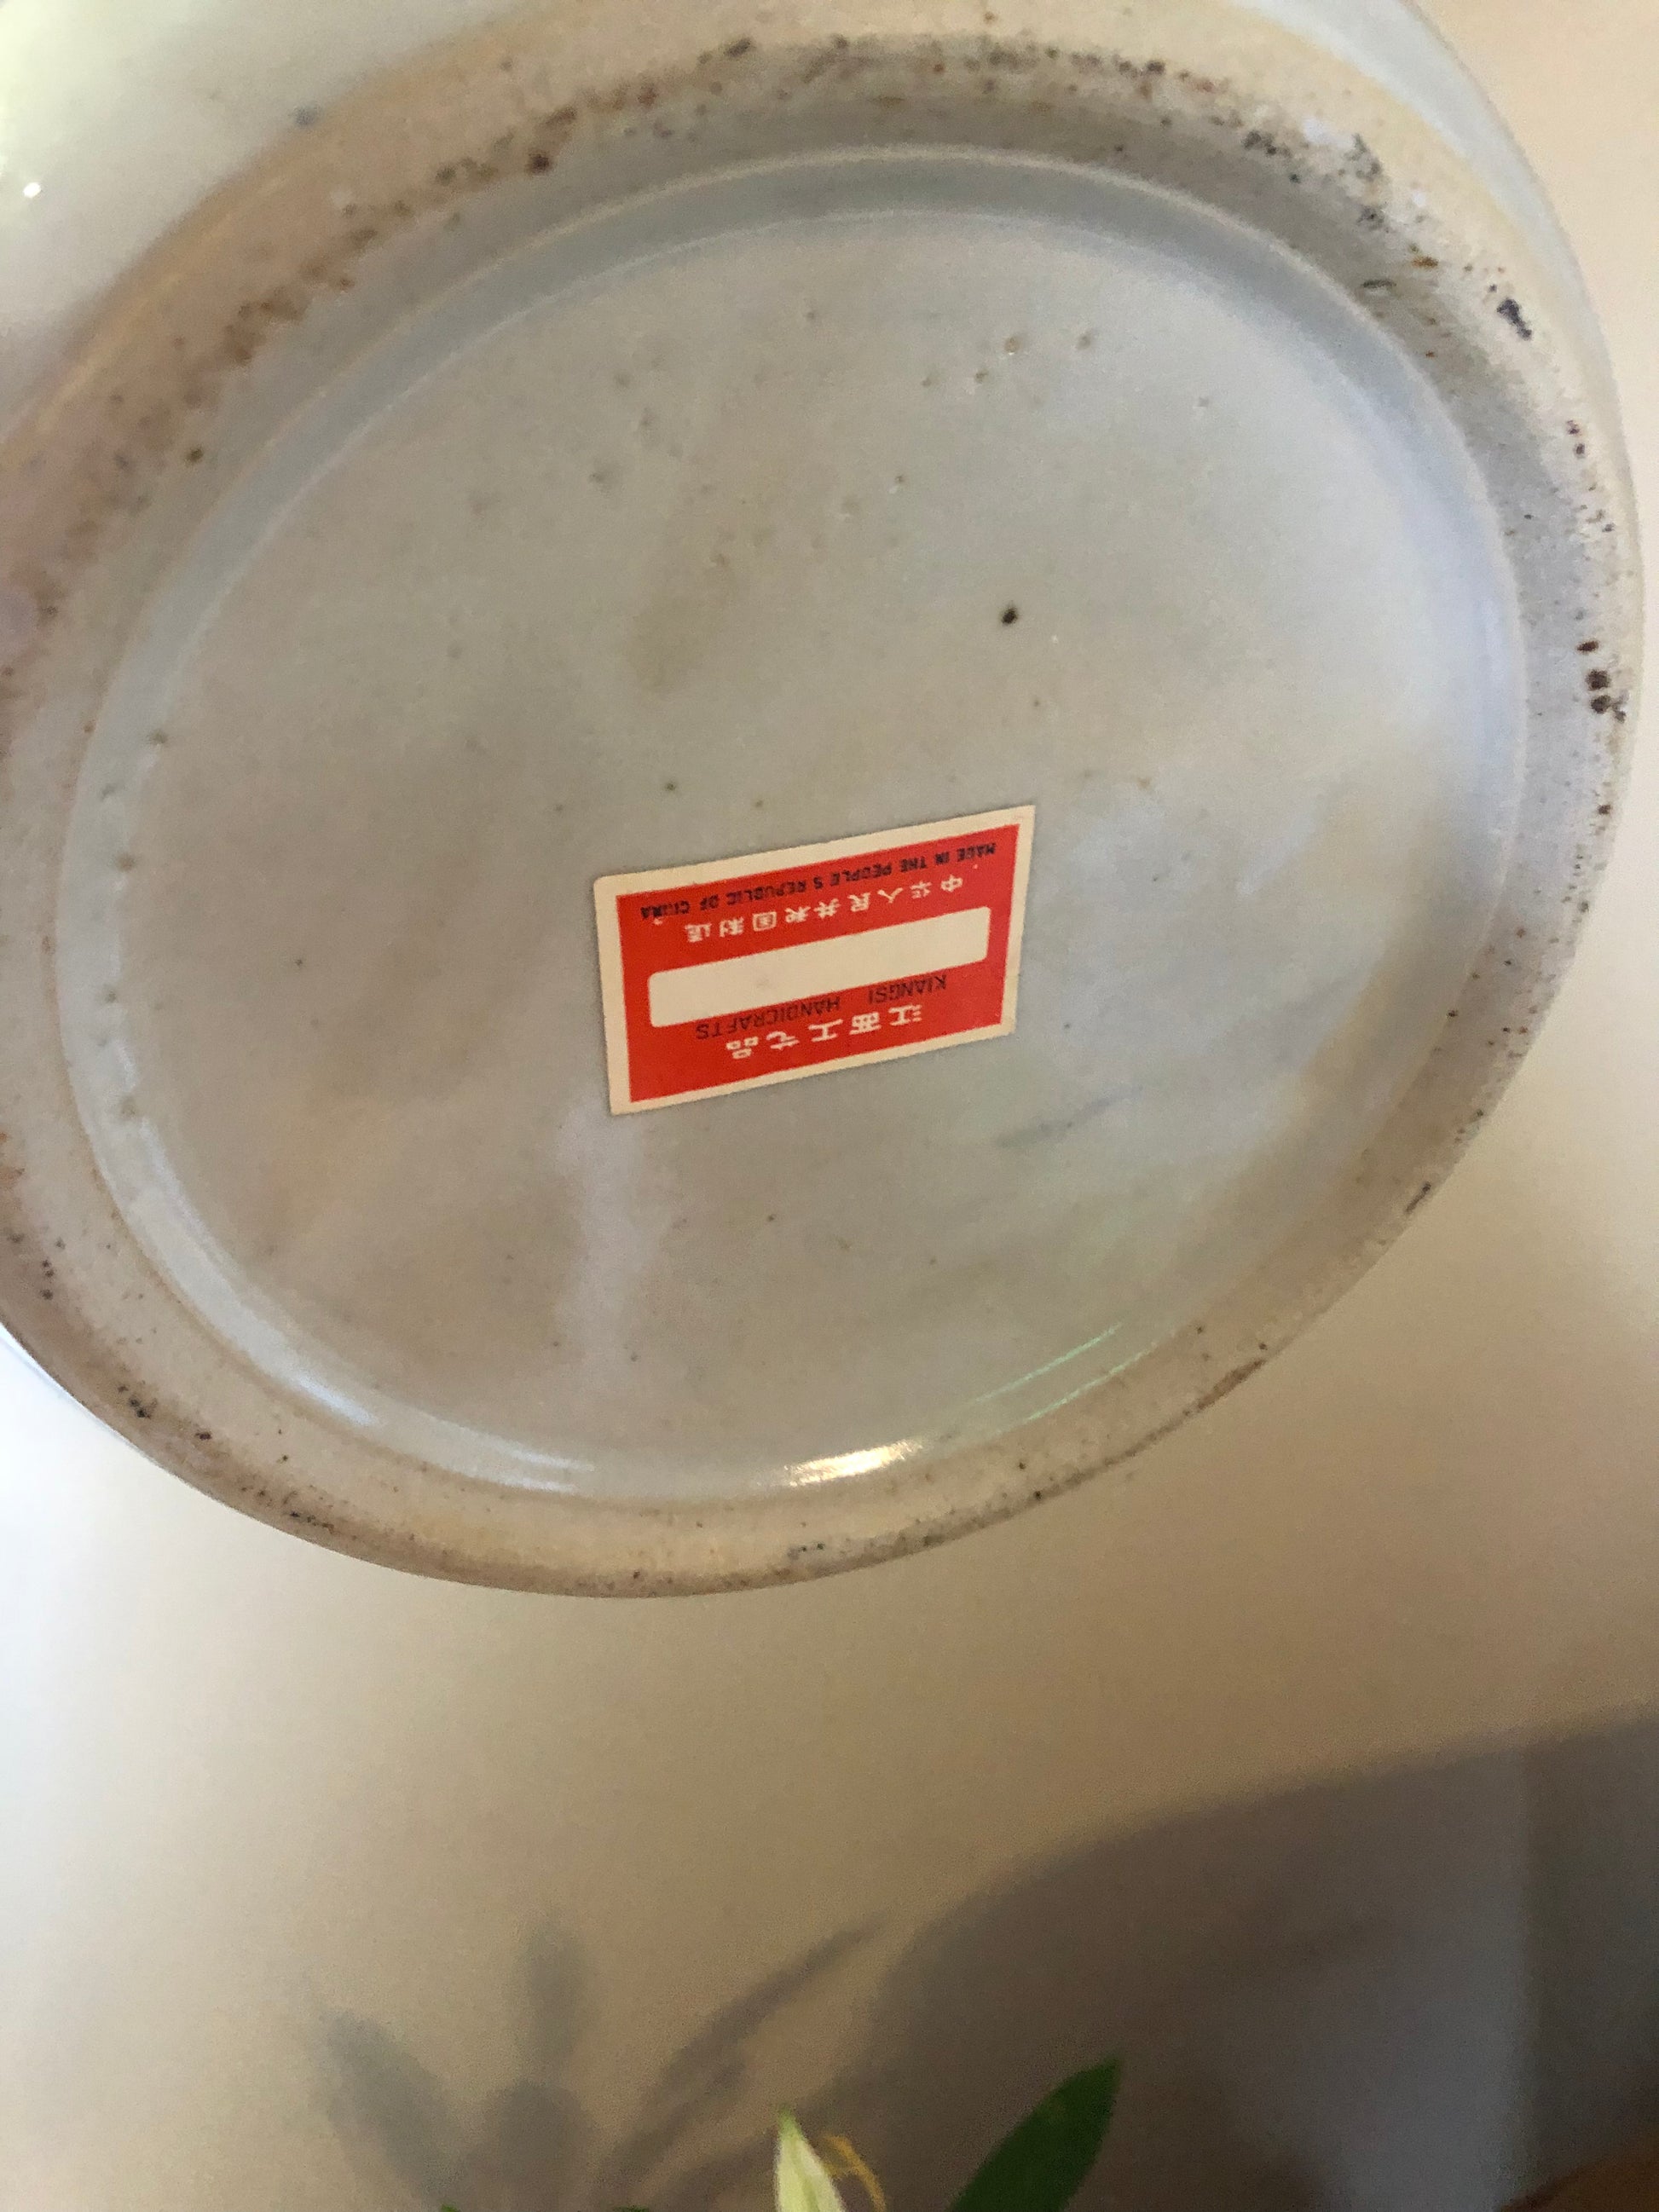 江西工艺品
KIANGSI HANDICRAFTS
中华人民共和国制造
MADE IN THE PEOPLE'S REPUBLIC OF CHINA